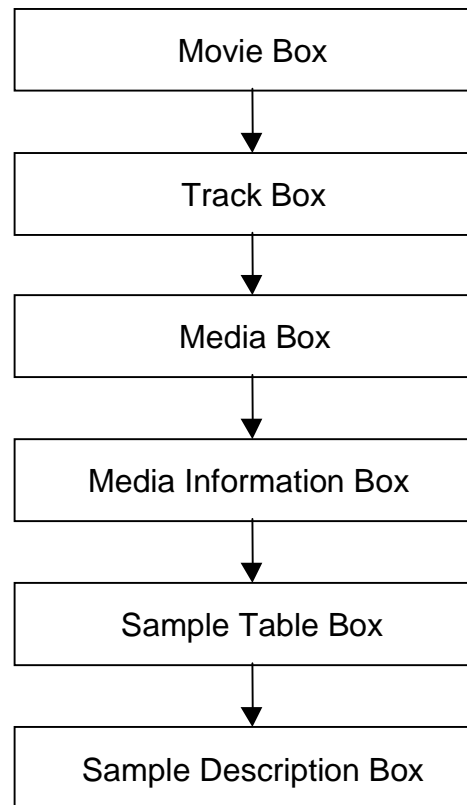 Movie Box
Track Box
Media Box
Media Information Box
Sample Table Box
Sample Description Box